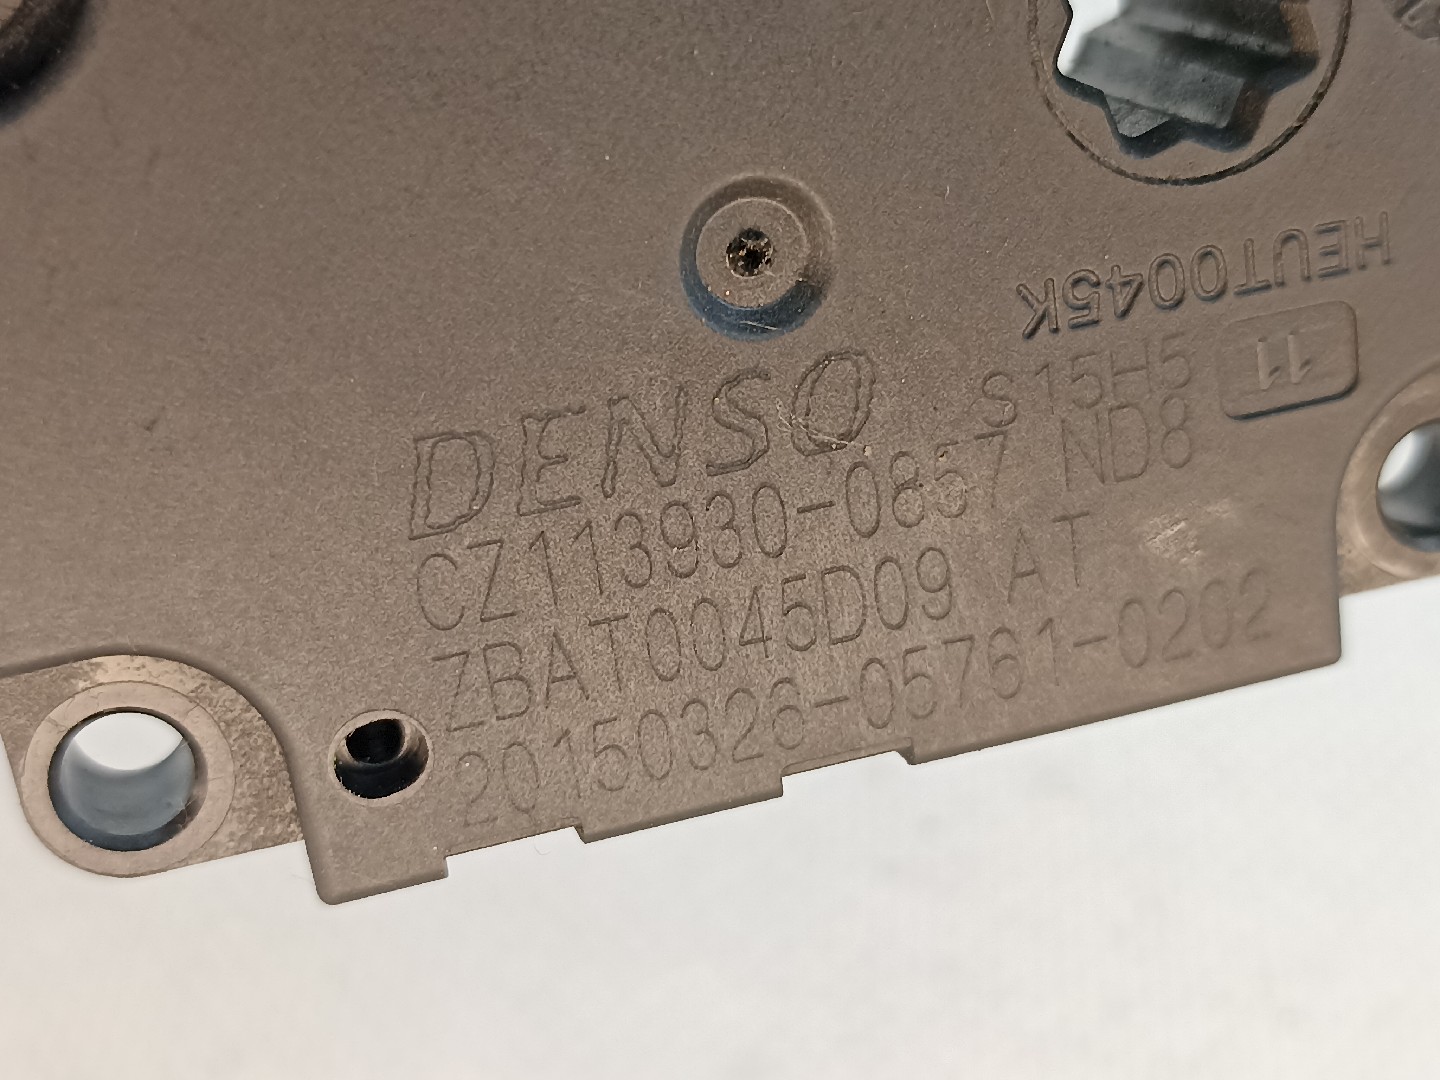 HEUT0045K
11
DENSO S15H5
CZ113930-0857 ND8
ZBAT0045D09 AT
20150326-05761-0202